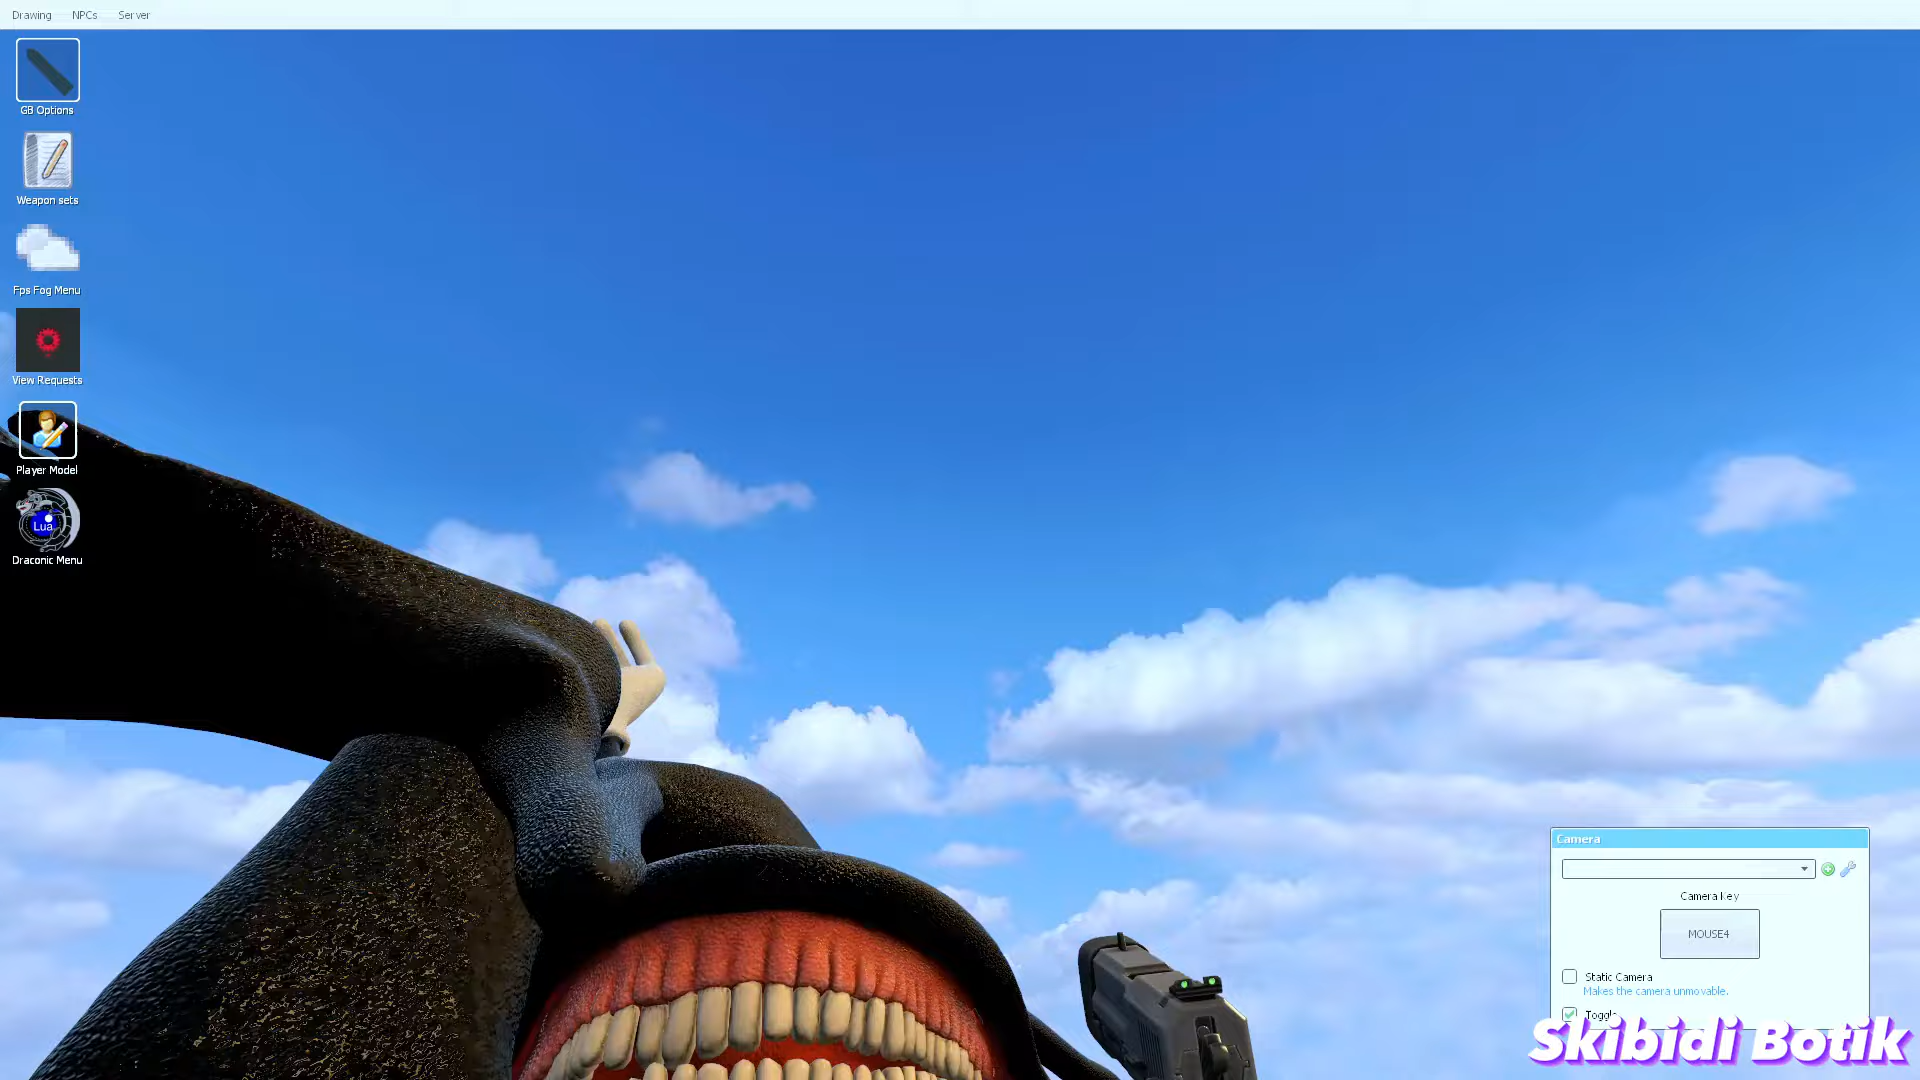 Drawing NPCs Server
GB Options
Weapon sets
Fps Fog Menu
View Requests
Player Model
Lua
Draconic Menu
Camera
Camera Key
MOUSE4
Static Camera
Makes the camera unmovable.
Toggle
Skibidi Botik